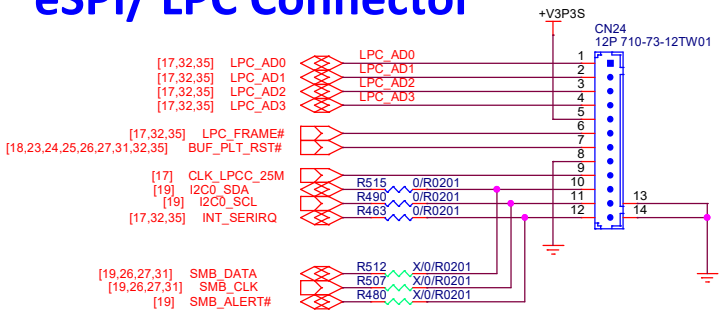 eSPI/ LPC Connector
+V3P3S
CN24
12P 710-73-12TW01
[17,32,35] LPC_AD0 LPC_AD0 1
[17,32,35] LPC_AD1 LPC_AD1 2
[17,32,35] LPC_AD2 LPC_AD2 3
[17,32,35] LPC_AD3 LPC_AD3 4
5
[17,32,35] LPC_FRAME# 6
[18,23,24,25,26,27,31,32,35] BUF_PLT_RST# 7
8
[17] CLK_LPCC_25M 9
[19] I2C0_SDA R515 0/R0201 10
[19] I2C0_SCL R490 0/R0201 11 13
[17,32,35] INT_SERIRQ R463 0/R0201 12 14
[19,26,27,31] SMB_DATA R512 X/0/R0201
[19,26,27,31] SMB_CLK R507 X/0/R0201
[19] SMB_ALERT# R480 X/0/R0201